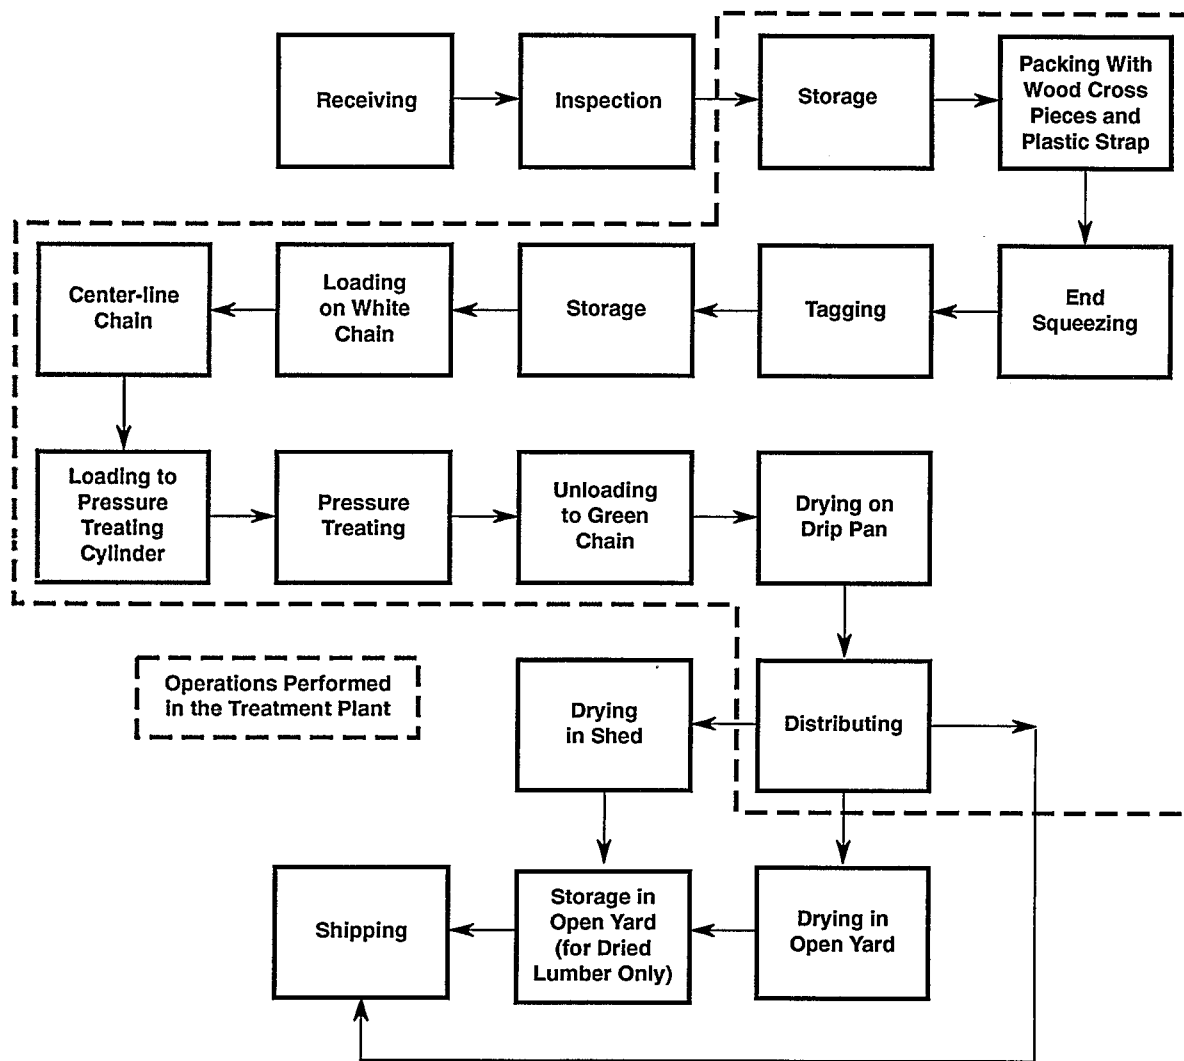 Receiving
Inspection
Storage
Packing With
Wood Cross
Pieces and
Plastic Strap
Center-line
Chain
Loading
on White
Chain
Storage
Tagging
End
Squeezing
Loading to
Pressure
Treating
Cylinder
Pressure
Treating
Unloading
to Green
Chain
Drying on
Drip Pan
Operations Performed
in the Treatment Plant
Drying
in Shed
Distributing
Shipping
Storage in
Open Yard
(for Dried
Lumber Only)
Drying in
Open Yard